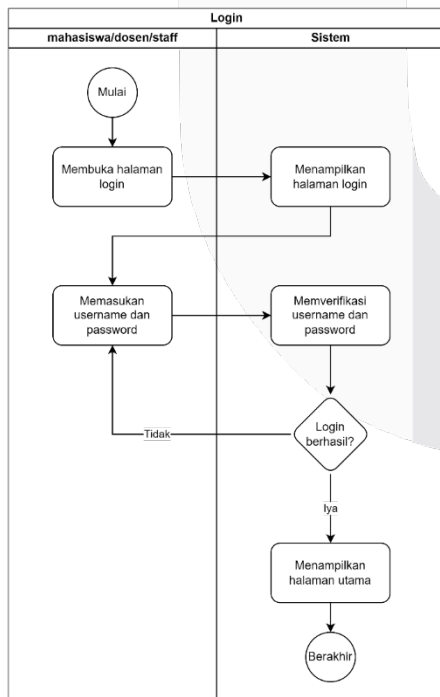 Login
mahasiswa/dosen/staff
Sistem
Mulai
Membuka halaman
login
Menampilkan
halaman login
Memasukan
username dan
password
Memverifikasi
username dan
password
Login
berhasil?
Tidak
Iya
Menampilkan
halaman utama
Berakhir